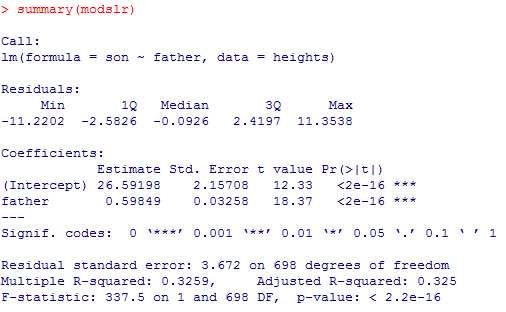 > summary(modslr)
Call:
lm(formula = son ~ father, data = heights)
Residuals:
     Min       1Q   Median       3Q      Max
-11.2202  -2.5826  -0.0926   2.4197  11.3538
Coefficients:
            Estimate Std. Error t value Pr(>|t|)
(Intercept) 26.59198    2.15708   12.33   <2e-16 ***
father       0.59849    0.03258   18.37   <2e-16 ***
---
Signif. codes:  0 '***' 0.001 '**' 0.01 '*' 0.05 '.' 0.1 ' ' 1
Residual standard error: 3.672 on 698 degrees of freedom
Multiple R-squared: 0.3259,     Adjusted R-squared: 0.325
F-statistic: 337.5 on 1 and 698 DF,  p-value: < 2.2e-16